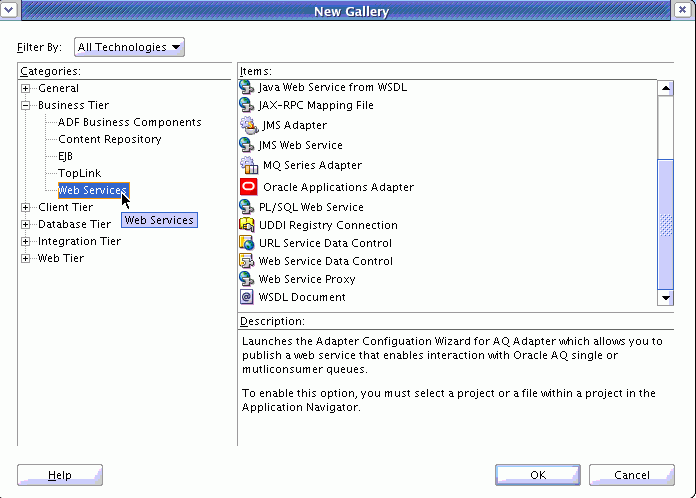 New Gallery
Filter By: All Technologies
Categories:
General
Business Tier
ADF Business Components
Content Repository
EJB
TopLink
Web Services
Web Services
Client Tier
Database Tier
Integration Tier
Web Tier
Items:
Java Web Service from WSDL
JAX-RPC Mapping File
JMS Adapter
JMS Web Service
MQ Series Adapter
Oracle Applications Adapter
PL/SQL Web Service
UDDI Registry Connection
URL Service Data Control
Web Service Data Control
Web Service Proxy
WSDL Document
Description:
Launches the Adapter Configuation Wizard for AQ Adapter which allows you to
publish a web service that enables interaction with Oracle AQ single or
mutliconsumer queues.
To enable this option, you must select a project or a file within a project in the
Application Navigator.
Help
OK
Cancel